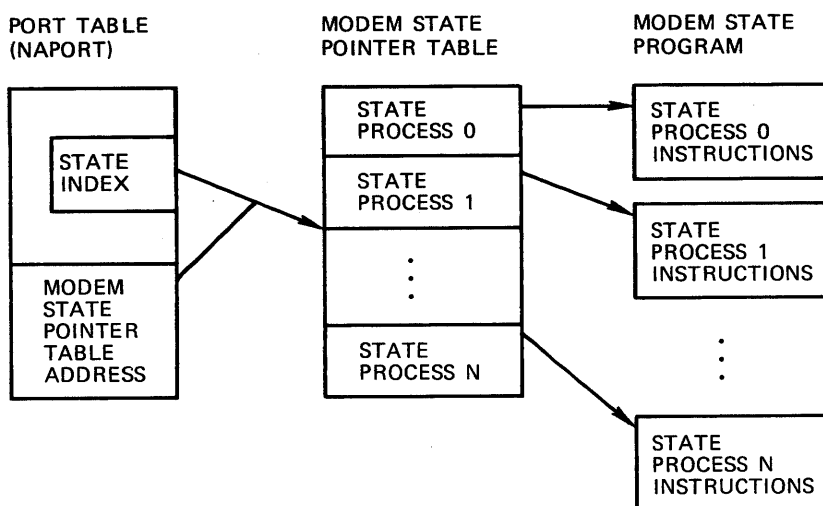 PORT TABLE
(NAPORT)
STATE
INDEX
MODEM
STATE
POINTER
TABLE
ADDRESS
MODEM STATE
POINTER TABLE
STATE
PROCESS 0
STATE
PROCESS 1
STATE
PROCESS N
MODEM STATE
PROGRAM
STATE
PROCESS 0
INSTRUCTIONS
STATE
PROCESS 1
INSTRUCTIONS
STATE
PROCESS N
INSTRUCTIONS